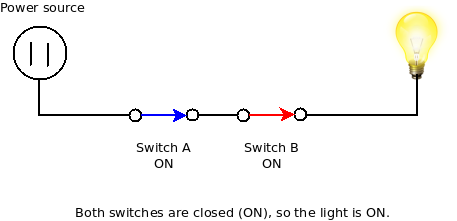 Power source
Switch A
ON
Switch B
ON
Both switches are closed (ON), so the light is ON.